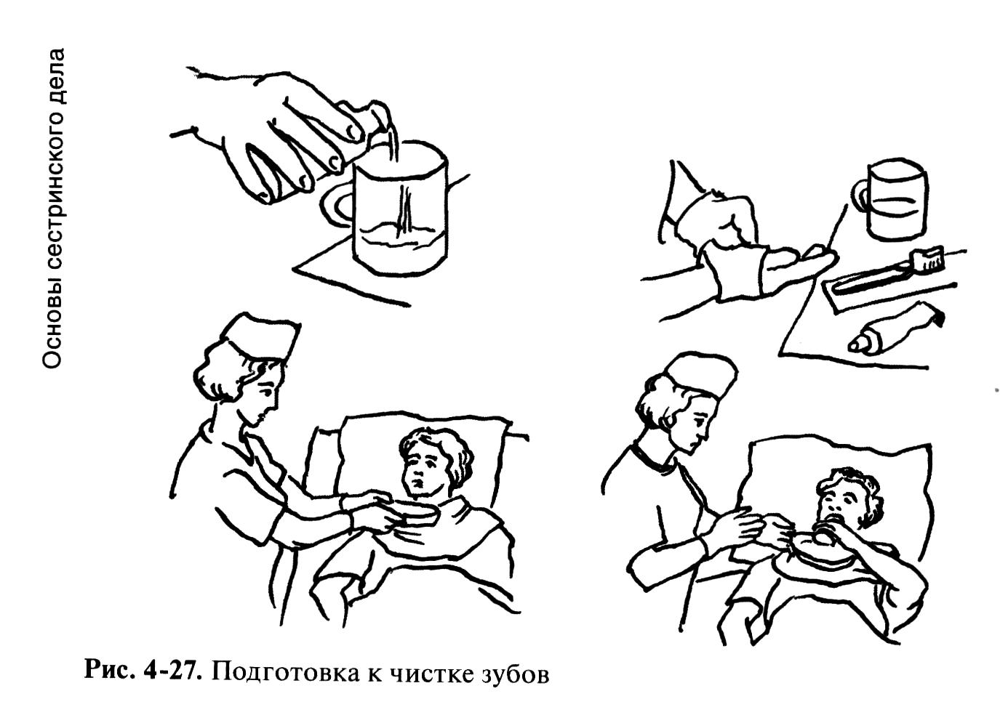 Основы сестринского дела
Рис. 4-27. Подготовка к чистке зубов